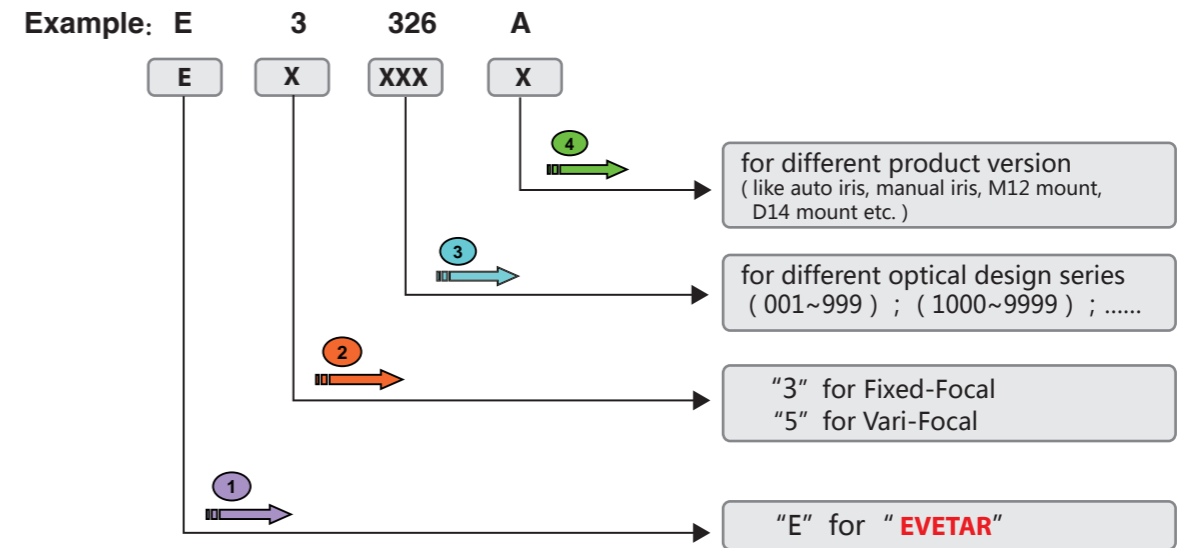 Example: E 3 326 A
E X XXX X
4
for different product version
( like auto iris, manual iris, M12 mount,
D14 mount etc. )
3
for different optical design series
( 001~999 ) ; ( 1000~9999 ) ; ......
2
"3" for Fixed-Focal
"5" for Vari-Focal
1
"E" for "EVETAR"